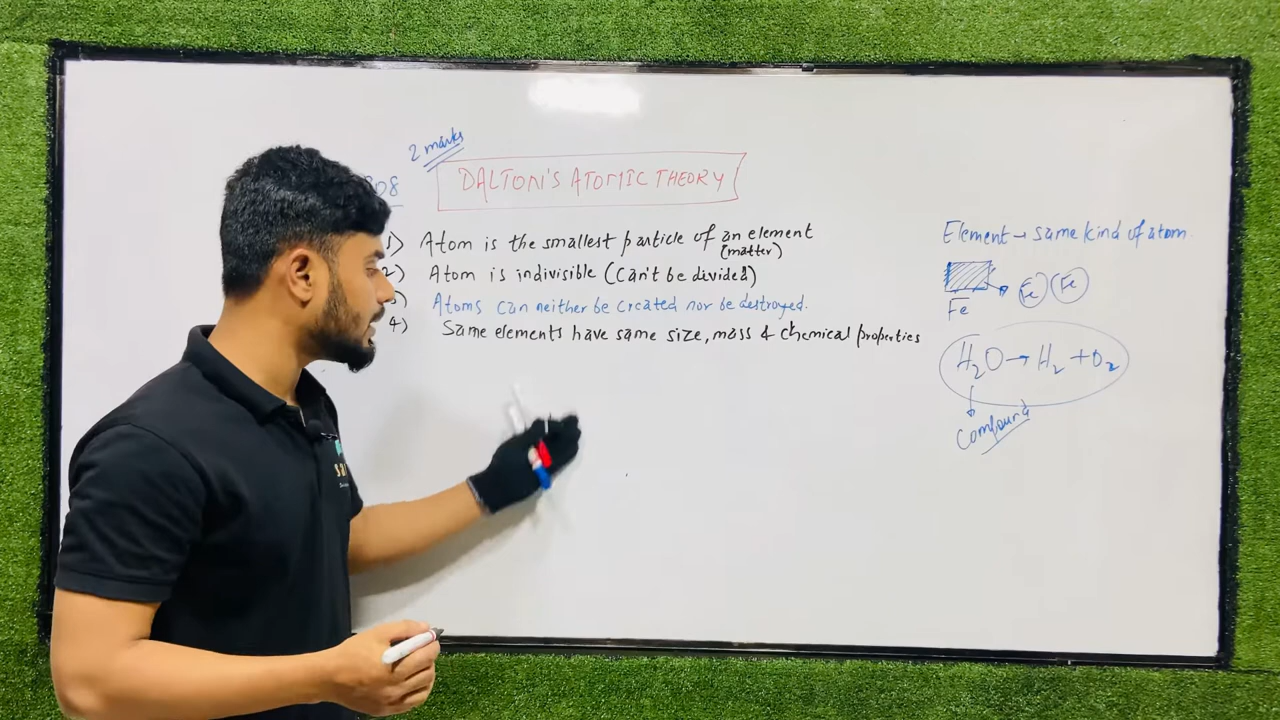 2 marks
DALTON'S ATOMIC THEORY
1) Atom is the smallest particle of an element
(matter)
2) Atom is indivisible (Can't be divided)
3) Atoms can neither be created nor be destroyed.
4) Same elements have same size, mass & chemical properties
Element → same kind of atom.
Fe Fe
Fe
H₂O → H₂ + O₂
Compound